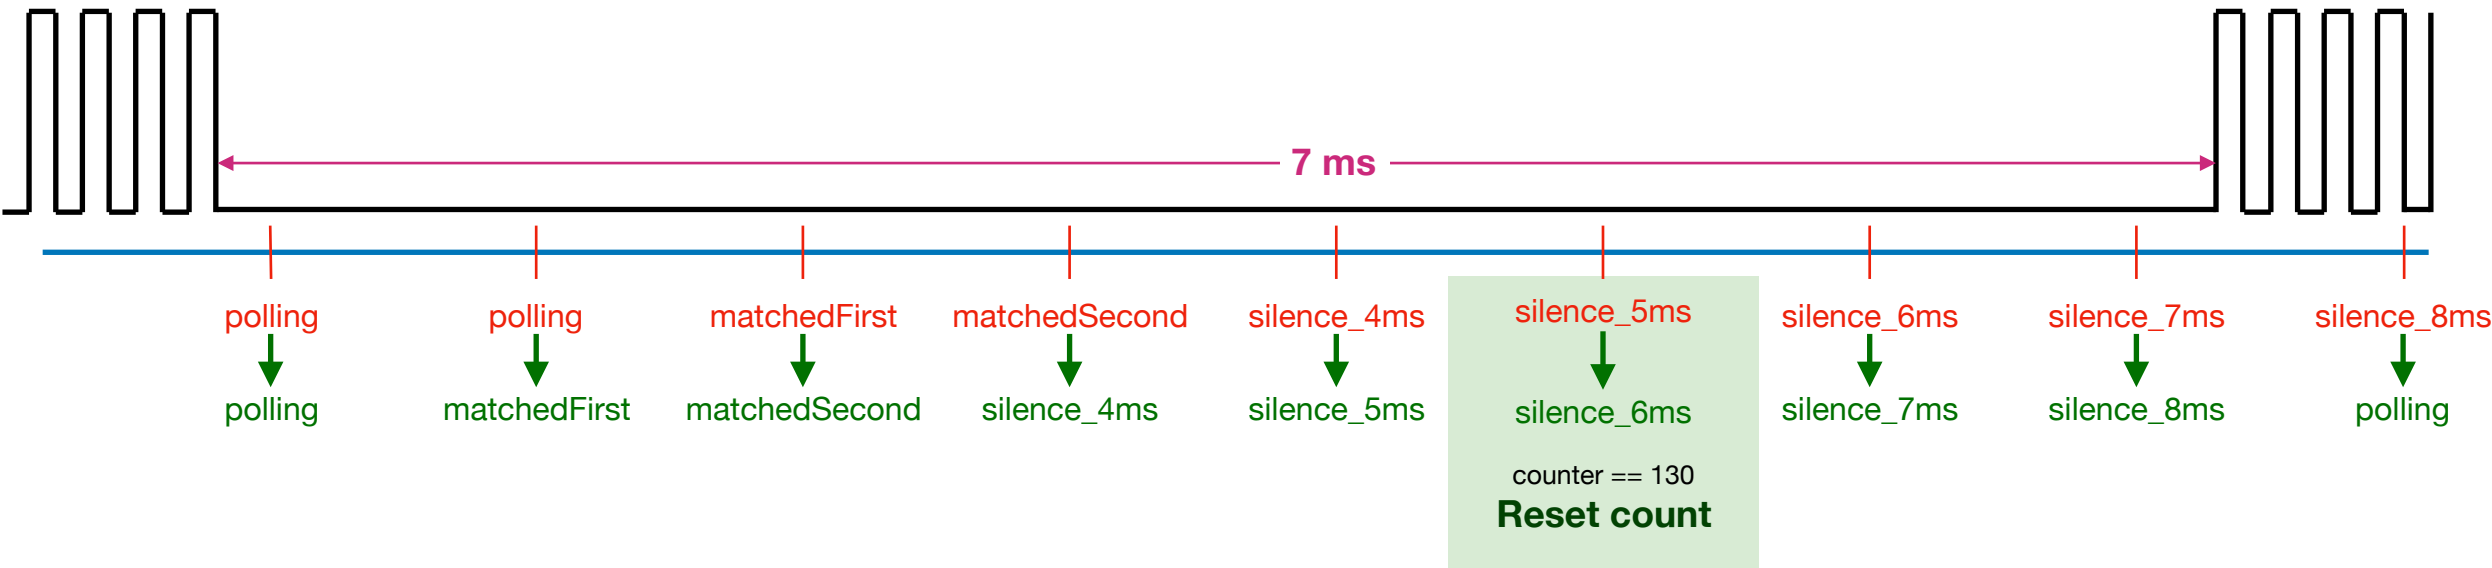 7 ms
polling
polling
matchedFirst
matchedSecond
silence_4ms
silence_5ms
silence_6ms
silence_7ms
silence_8ms
polling
matchedFirst
matchedSecond
silence_4ms
silence_5ms
silence_6ms
silence_7ms
silence_8ms
polling
counter == 130
Reset count